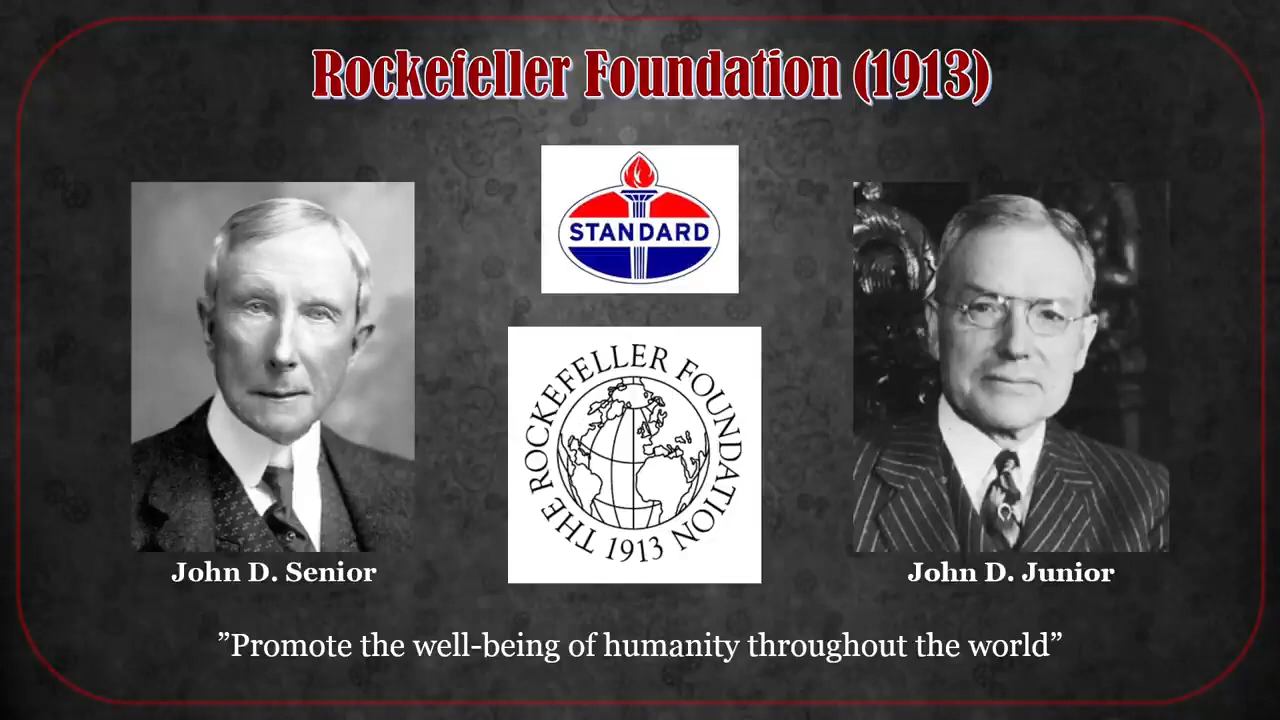 Rockefeller Foundation (1913)
STANDARD
THE ROCKEFELLER FOUNDATION
1913
John D. Senior
John D. Junior
”Promote the well-being of humanity throughout the world”